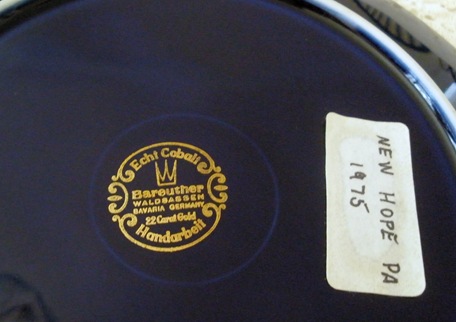 Echt Cobalt
Bareuther
WALDSASSEN
BAVARIA GERMANY
22 Carat Gold
Handarbeit
NEW HOPE PA
1975